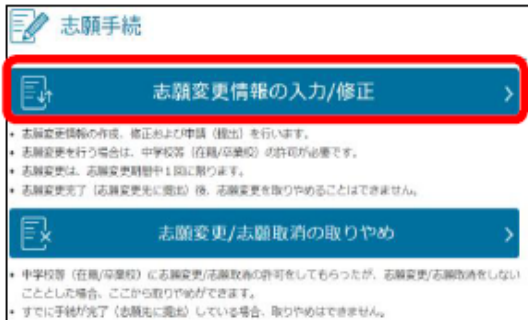 志願手続
志願変更情報の入力/修正
• 志願変更情報の作成、修正および申請（提出）を行います。
• 志願変更を行う場合は、中学校等（在籍/卒業校）の許可が必要です。
• 志願変更は、志願変更期間中1回に限ります。
• 志願変更完了（志願変更先に提出）後、志願変更を取りやめることはできません。
志願変更/志願取消の取りやめ
• 中学校等（在籍/卒業校）に志願変更/志願取消の許可をしてもらったが、志願変更/志願取消をしない
こととした場合、ここから取りやめができます。
• すでに手続が完了（志願先に提出）している場合、取りやめはできません。